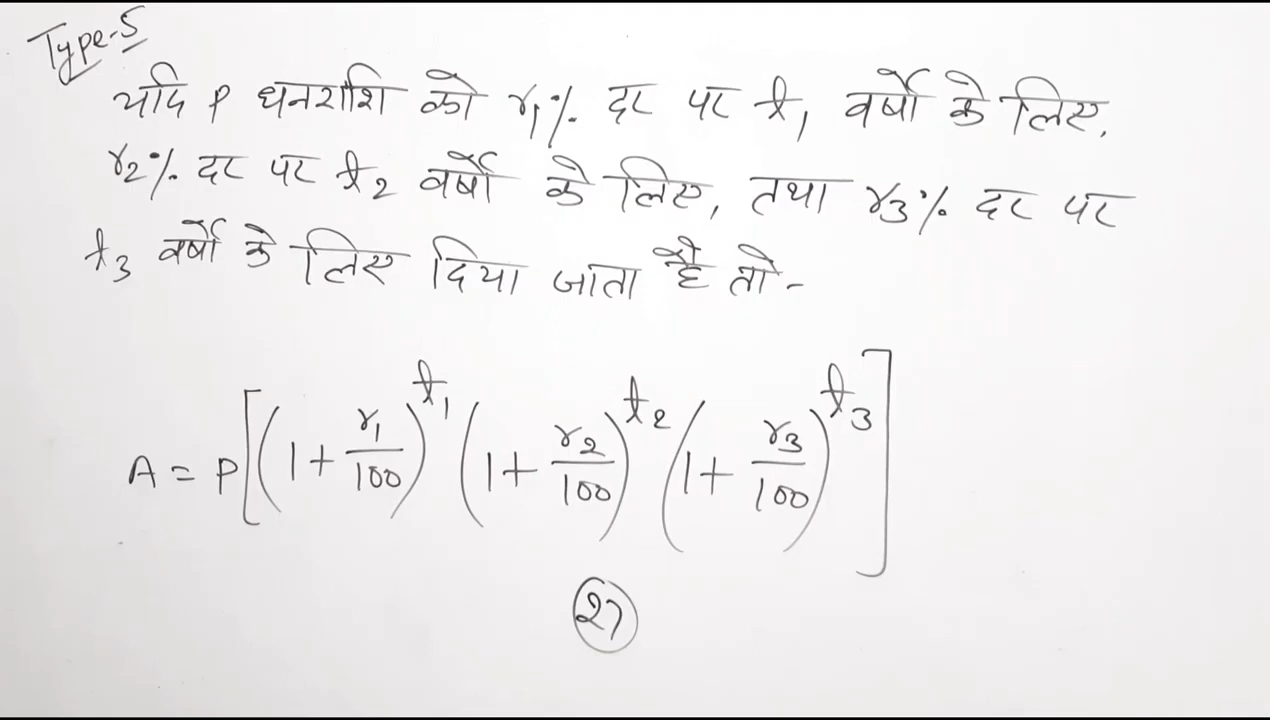 Type-5
यदि P धनराशि को r₁% दर पर t₁ वर्षो के लिए,
r₂% दर पर t₂ वर्षो के लिए, तथा r₃% दर पर
t₃ वर्षो के लिए दिया जाता है तो -
A = P[(1 + r₁/100)^t₁ (1 + r₂/100)^t₂ (1 + r₃/100)^t₃]
27